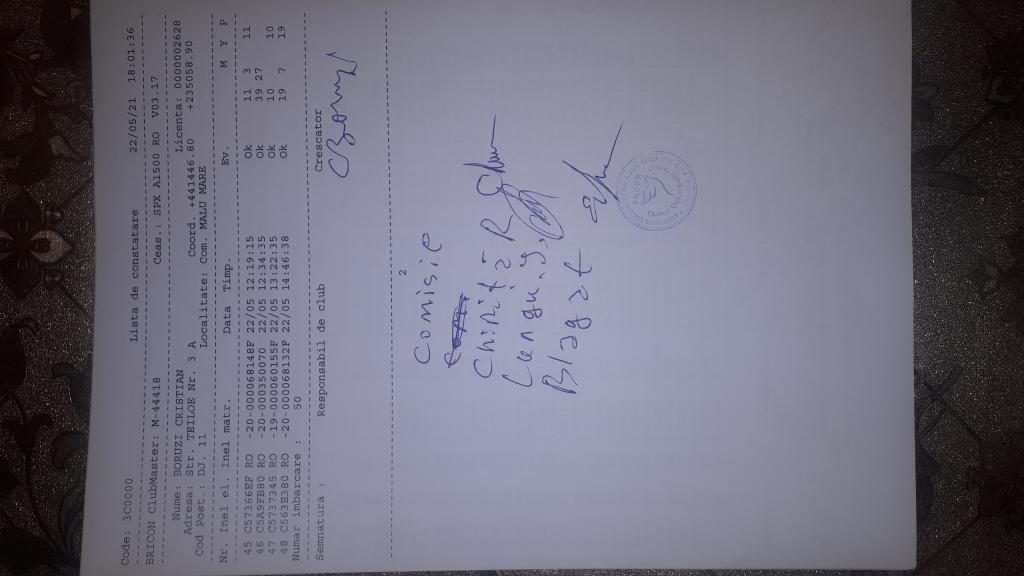 Code: 3C0000 Lista de constatare 22/05/21 18:01:36
BRICON ClubMaster: M-44418 Ceas.: SPX A1500 RO V03.17
Nume: BORUZI CRISTIAN Licenta: 0000002628
Adresa: Str. TEILOE Nr. 3 A Coord. +441446.80 +235058.90
Cod Post.: DJ. 11 Localitate: Com. MALU MARE
Nr. Inel el. Inel matr. Data Timp. Ev. M Y P
45 C57366EF RO -20-000068148F 22/05 12:19:15 Ok 11 3 11
46 C5A9FB80 RO -20-000350070 22/05 12:34:35 Ok 39 27
47 C5737345 RO -19-000060155F 22/05 13:22:35 Ok 10 10
48 C563E380 RO -20-000068132F 22/05 14:46:38 Ok 19 7 19
Numar imbarcare : 50
Semnatura : Responsabil de club Crescator
2
Comisie
Chiriță R
Lungu.S,
Blagat